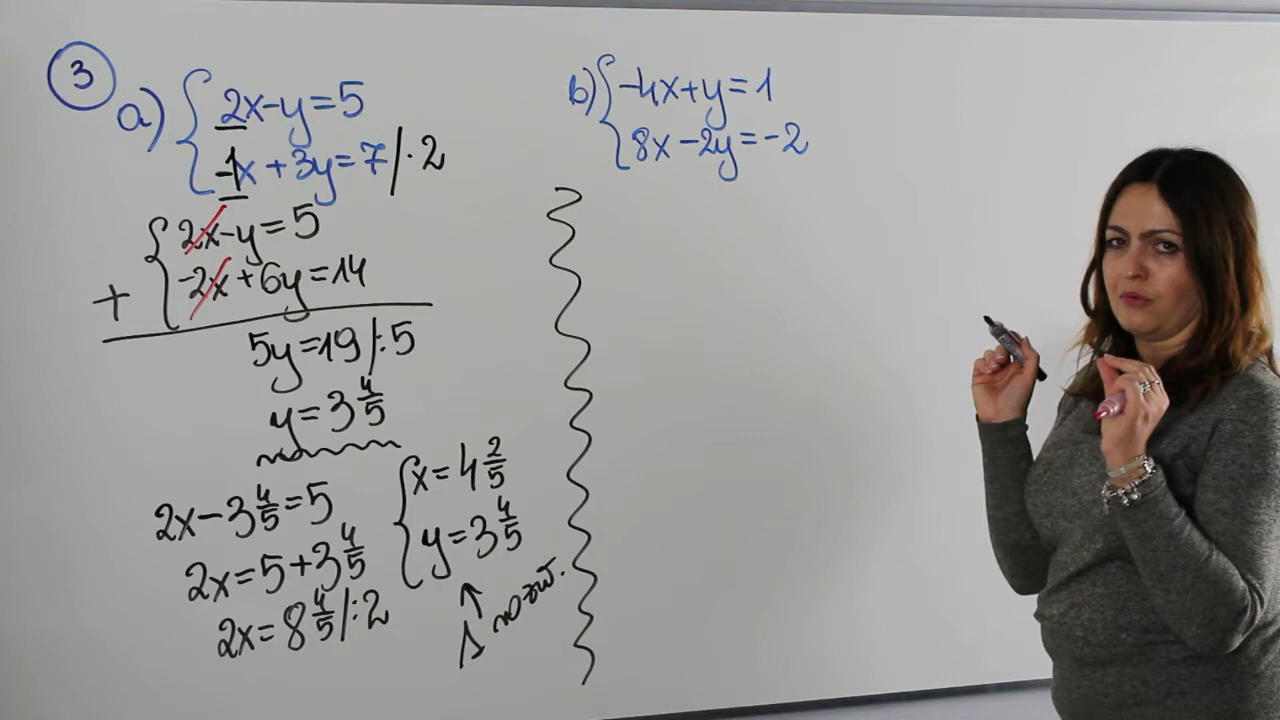 3
a) { 2x-y=5
-1x+3y=7 /·2
{ 2x-y=5
+ -2x+6y=14
5y=19 /:5
y=3 4/5
2x-3 4/5=5
2x=5+3 4/5
2x=8 4/5 /:2
{ x=4 2/5
y=3 4/5
↑
1 rozw.
b) { -4x+y=1
8x-2y=-2